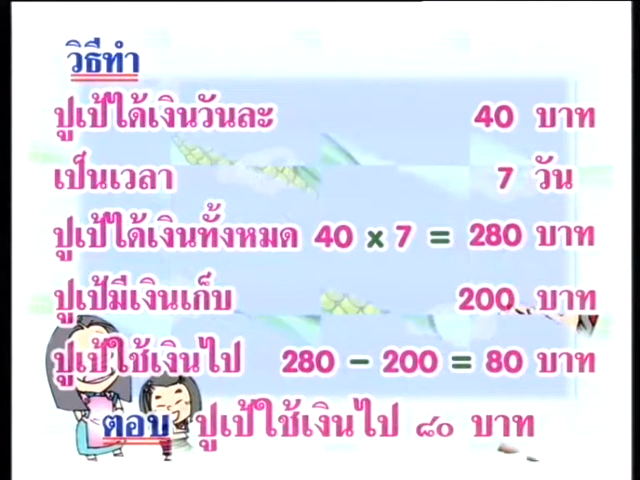 วิธีทำ
ปูเป้ได้เงินวันละ 40 บาท
เป็นเวลา 7 วัน
ปูเป้ได้เงินทั้งหมด 40 x 7 = 280 บาท
ปูเป้มีเงินเก็บ 200 บาท
ปูเป้ใช้เงินไป 280 - 200 = 80 บาท
ตอบ ปูเป้ใช้เงินไป ๘๐ บาท